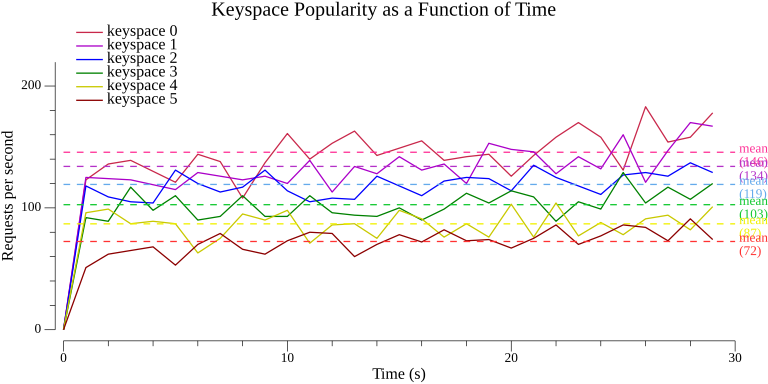 Keyspace Popularity as a Function of Time
keyspace 0
keyspace 1
keyspace 2
keyspace 3
keyspace 4
keyspace 5
200
100
0
Requests per second
mean
(146)
mean
(134)
mean
(119)
mean
(103)
mean
(87)
mean
(72)
0
10
20
30
Time (s)